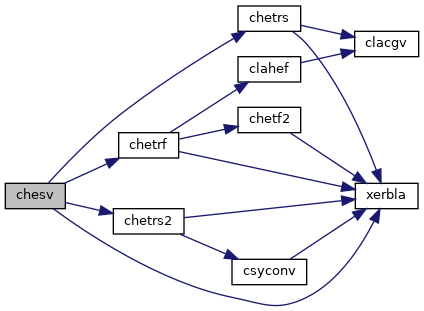 chetrs
clacgv
clahef
chetf2
chetrf
xerbla
chesv
chetrs2
csyconv